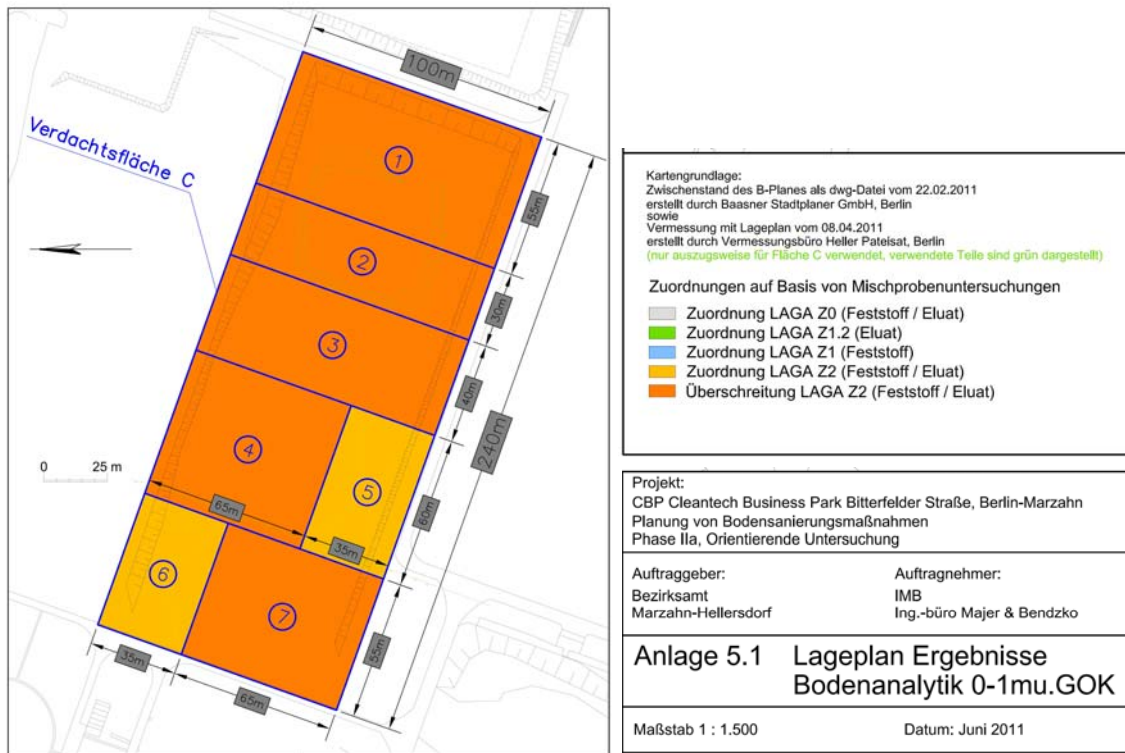 100m
Verdachtsfläche C
1
55m
2
30m
3
40m
240m
4
5
0 25 m
65m
60m
35m
6
7
55m
35m
65m
Kartengrundlage:
Zwischenstand des B-Planes als dwg-Datei vom 22.02.2011
erstellt durch Baasner Stadtplaner GmbH, Berlin
sowie
Vermessung mit Lageplan vom 08.04.2011
erstellt durch Vermessungsbüro Heller Pateisat, Berlin
(nur auszugsweise für Fläche C verwendet, verwendete Teile sind grün dargestellt)
Zuordnungen auf Basis von Mischprobenuntersuchungen
Zuordnung LAGA Z0 (Feststoff / Eluat)
Zuordnung LAGA Z1.2 (Eluat)
Zuordnung LAGA Z1 (Feststoff)
Zuordnung LAGA Z2 (Feststoff / Eluat)
Überschreitung LAGA Z2 (Feststoff / Eluat)
Projekt:
CBP Cleantech Business Park Bitterfelder Straße, Berlin-Marzahn
Planung von Bodensanierungsmaßnahmen
Phase IIa, Orientierende Untersuchung
Auftraggeber: Auftragnehmer:
Bezirksamt IMB
Marzahn-Hellersdorf Ing.-büro Majer & Bendzko
Anlage 5.1 Lageplan Ergebnisse
Bodenanalytik 0-1mu.GOK
Maßstab 1 : 1.500 Datum: Juni 2011